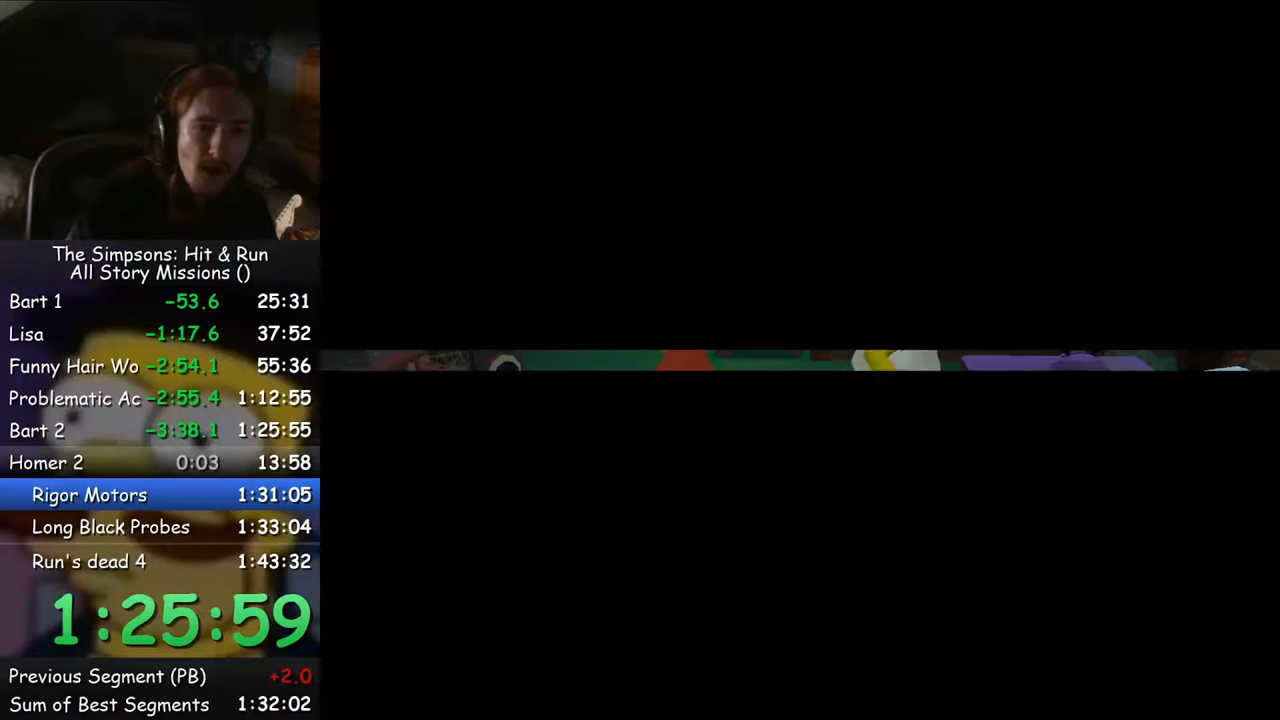 The Simpsons: Hit & Run
All Story Missions ()
Bart 1 -53.6 25:31
Lisa -1:17.6 37:52
Funny Hair Wo -2:54.1 55:36
Problematic Ac -2:55.4 1:12:55
Bart 2 -3:38.1 1:25:55
Homer 2 0:03 13:58
Rigor Motors 1:31:05
Long Black Probes 1:33:04
Run's dead 4 1:43:32
1:25:59
Previous Segment (PB) +2.0
Sum of Best Segments 1:32:02